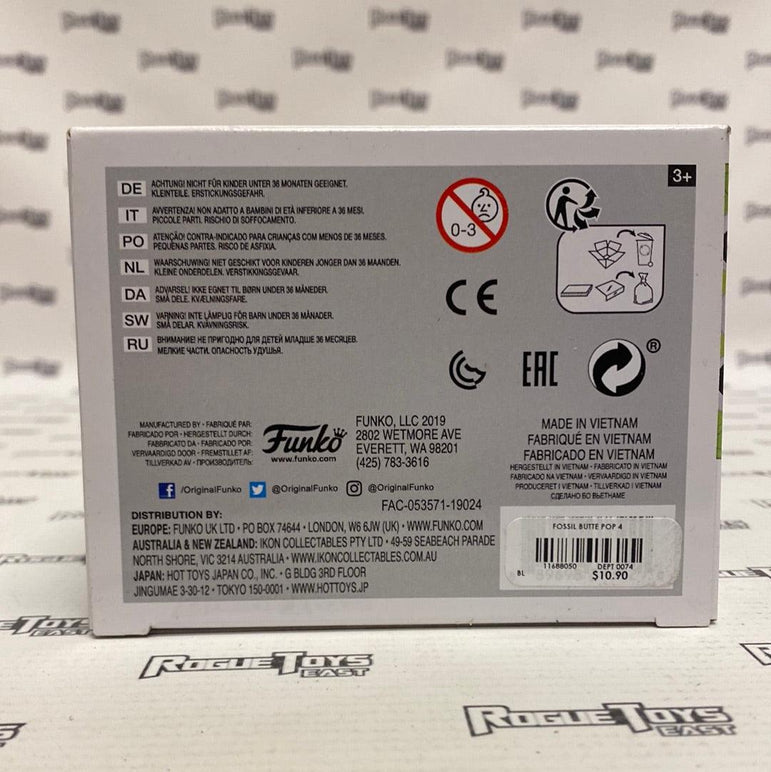 3+
DE ACHTUNG! NICHT FÜR KINDER UNTER 36 MONATEN GEEIGNET.
KLEINTEILE. ERSTICKUNGSGEFAHR.
IT AVVERTENZA! NON ADATTO A BAMBINI DI ETÀ INFERIORE A 36 MESI.
PICCOLE PARTI. RISCHIO DI SOFFOCAMENTO.
PO ATENÇÃO! CONTRA-INDICADO PARA CRIANÇAS COM MENOS DE 36 MESES.
PEQUENAS PARTES. RISCO DE ASFIXIA.
NL WAARSCHUWING! NIET GESCHIKT VOOR KINDEREN JONGER DAN 36 MAANDEN.
KLEINE ONDERDELEN. VERSTIKKINGSGEVAAR.
DA ADVARSEL! IKKE EGNET TIL BØRN UNDER 36 MÅNEDER.
SMÅ DELE. KVÆLNINGSFARE.
SW VARNING! INTE LÄMPLIG FÖR BARN UNDER 36 MÅNADER.
SMÅ DELAR. KVÄVNINGSRISK.
RU ВНИМАНИЕ! НЕ ПРИГОДНО ДЛЯ ДЕТЕЙ МЛАДШЕ 36 МЕСЯЦЕВ.
МЕЛКИЕ ЧАСТИ. ОПАСНОСТЬ УДУШЬЯ.
0-3
CE
EAC
®
MANUFACTURED BY • FABRIQUÉ PAR:
FABRICADO POR • HERGESTELLT DURCH:
FABBRICATO DA • FABRICADO POR:
VERVAARDIGD DOOR • FREMSTILLET AF:
TILLVERKAD AV • ПРОИЗВОДИТЕЛЬ:
Funko
www.funko.com
FUNKO, LLC 2019
2802 WETMORE AVE
EVERETT, WA 98201
(425) 783-3616
MADE IN VIETNAM
FABRIQUÉ EN VIETNAM
FABRICADO EN VIETNAM
HERGESTELLT IN VIETNAM • FABBRICATO IN VIETNAM
FABRICADO NA VIETNAM • VERVAARDIGD IN VIETNAM
PRODUCERET I VIETNAM • TILLVERKAD I VIETNAM
СДЕЛАНО ВО ВЬЕТНАМЕ
/OriginalFunko @OriginalFunko @OriginalFunko
FAC-053571-19024
DISTRIBUTION BY:
EUROPE: FUNKO UK LTD • PO BOX 74644 • LONDON, W6 6JW (UK) • WWW.FUNKO.COM
AUSTRALIA & NEW ZEALAND: IKON COLLECTABLES PTY LTD • 49-59 SEABEACH PARADE
NORTH SHORE, VIC 3214 AUSTRALIA • WWW.IKONCOLLECTABLES.COM.AU
JAPAN: HOT TOYS JAPAN CO., INC. • G BLDG 3RD FLOOR
JINGUMAE 3-30-12 • TOKYO 150-0001 • WWW.HOTTOYS.JP
FOSSIL BUTTE POP 4
11688050 DEPT 0074
BL $10.90
ROGUE TOYS
EAST
ROGUE TOYS
EAST